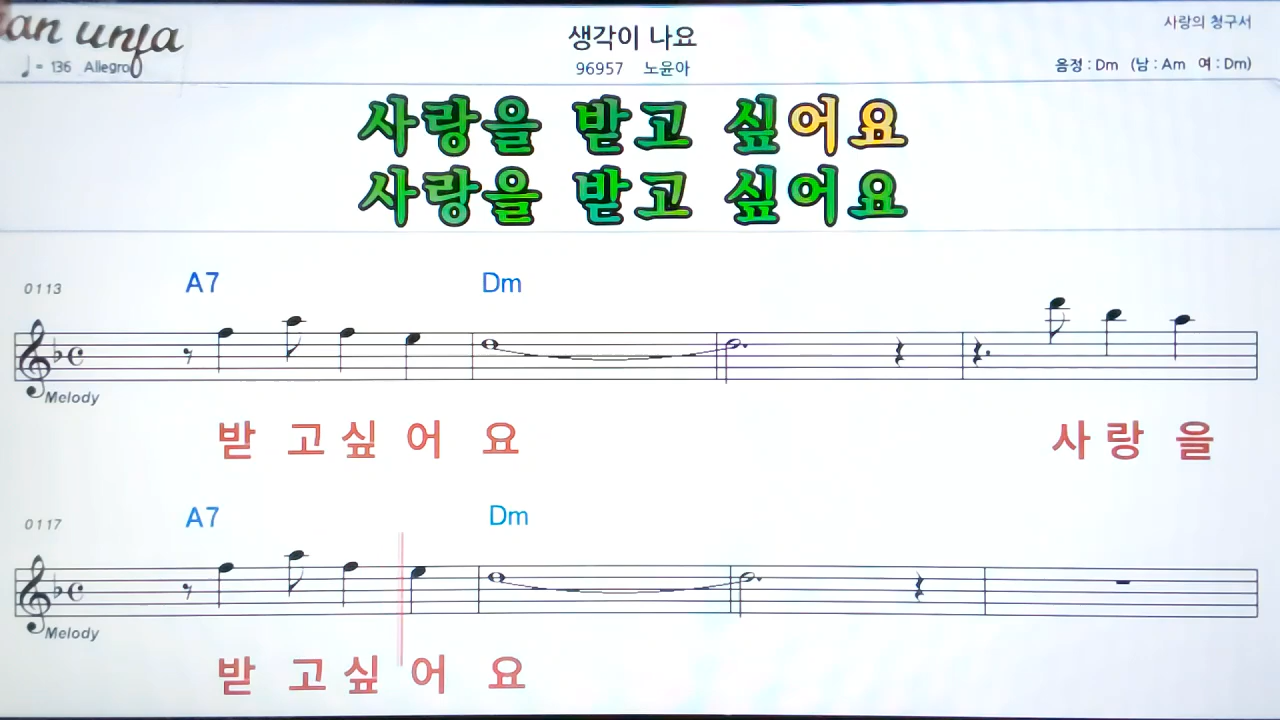 생각이 나요
사랑의 청구서
♩ = 136 Allegro
96957 노윤아
음정 : Dm (남 : Am 여 : Dm)
사랑을 받고 싶어요
사랑을 받고 싶어요
0113
A7 Dm
Melody
받 고 싶 어 요 사 랑 을
0117
A7 Dm
Melody
받 고 싶 어 요